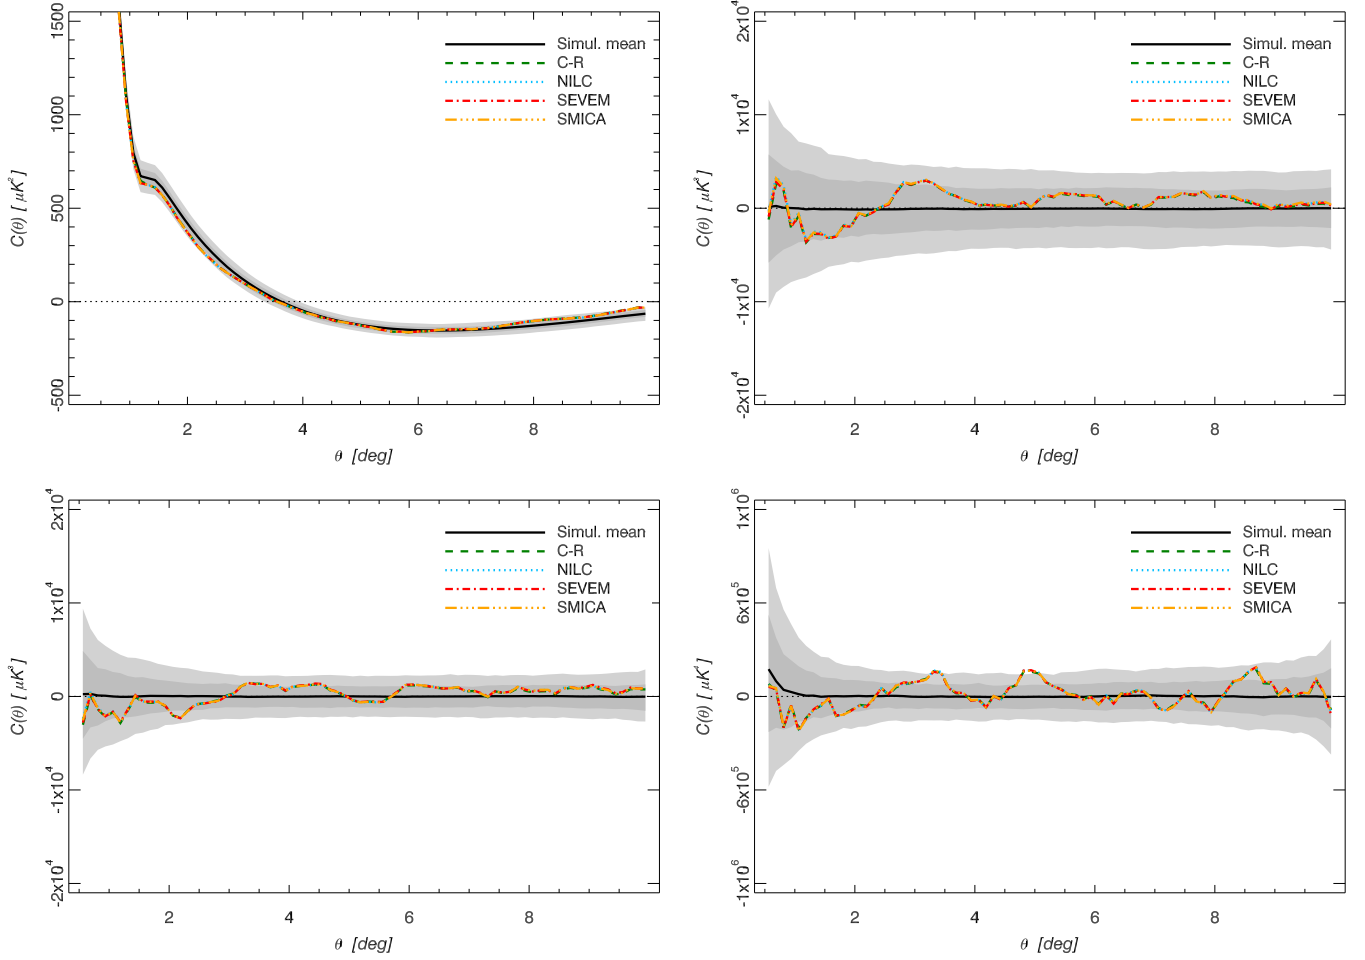 1500
1000
500
0
-500
C(θ) [ μK²]
2 4 6 8
θ [deg]
Simul. mean
C-R
NILC
SEVEM
SMICA
2x10⁴
1x10⁴
0
-1x10⁴
-2x10⁴
C(θ) [ μK³]
2 4 6 8
θ [deg]
Simul. mean
C-R
NILC
SEVEM
SMICA
2x10⁴
1x10⁴
0
-1x10⁴
-2x10⁴
C(θ) [ μK³]
2 4 6 8
θ [deg]
Simul. mean
C-R
NILC
SEVEM
SMICA
1x10⁶
6x10⁵
0
-6x10⁵
-1x10⁶
C(θ) [ μK⁴]
2 4 6 8
θ [deg]
Simul. mean
C-R
NILC
SEVEM
SMICA